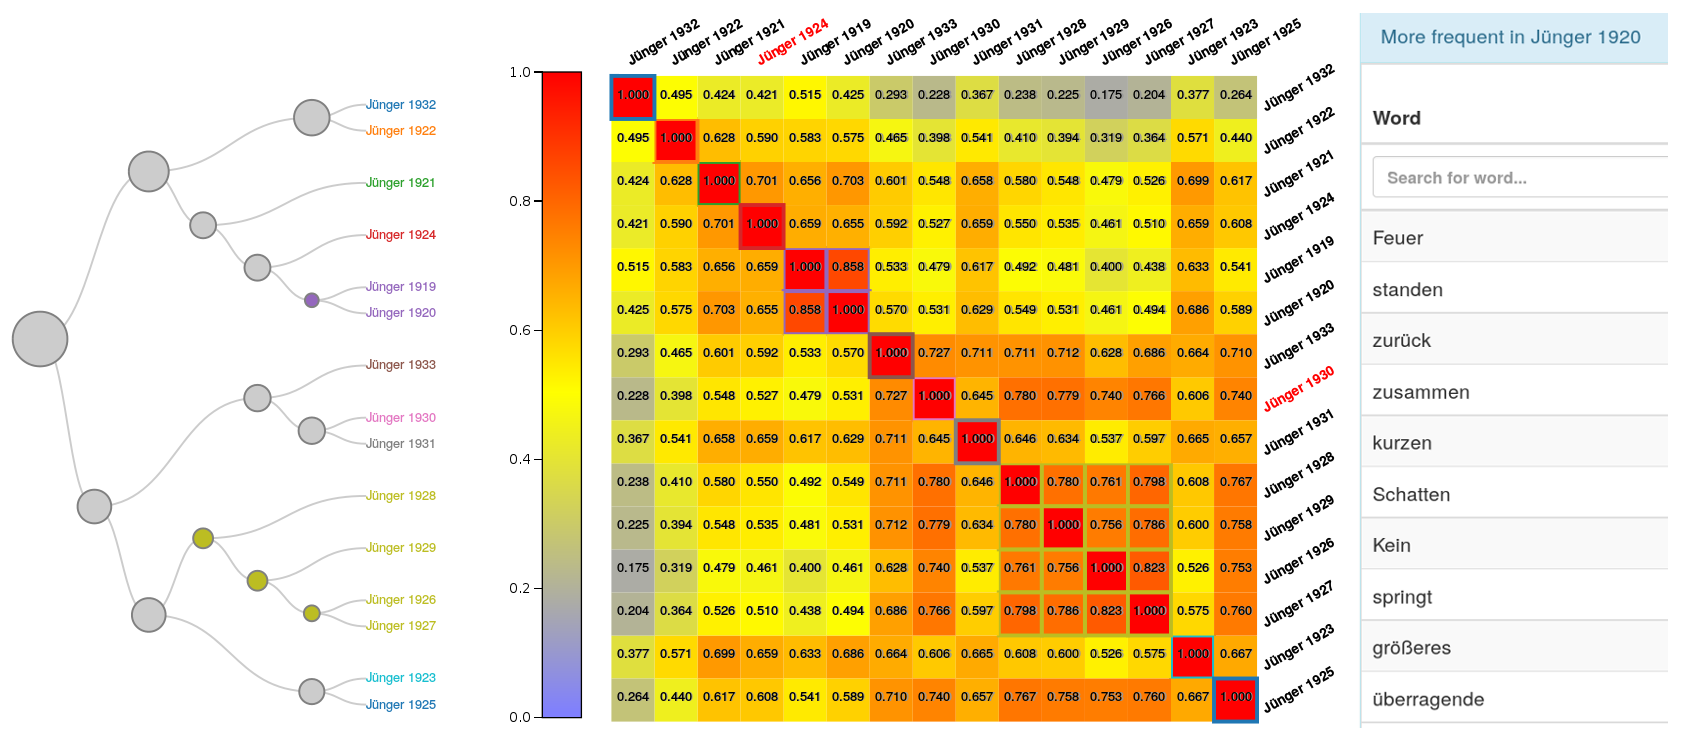 Jünger 1932
Jünger 1922
Jünger 1921
Jünger 1924
Jünger 1919
Jünger 1920
Jünger 1933
Jünger 1930
Jünger 1931
Jünger 1928
Jünger 1929
Jünger 1926
Jünger 1927
Jünger 1923
Jünger 1925
1.0
0.8
0.6
0.4
0.2
0.0
Jünger 1932 Jünger 1922 Jünger 1921 Jünger 1924 Jünger 1919 Jünger 1920 Jünger 1933 Jünger 1930 Jünger 1931 Jünger 1928 Jünger 1929 Jünger 1926 Jünger 1927 Jünger 1923 Jünger 1925
1.000 0.495 0.424 0.421 0.515 0.425 0.293 0.228 0.367 0.238 0.225 0.175 0.204 0.377 0.264 Jünger 1932
0.495 1.000 0.628 0.590 0.583 0.575 0.465 0.398 0.541 0.410 0.394 0.319 0.364 0.571 0.440 Jünger 1922
0.424 0.628 1.000 0.701 0.656 0.703 0.601 0.548 0.658 0.580 0.548 0.479 0.526 0.699 0.617 Jünger 1921
0.421 0.590 0.701 1.000 0.659 0.655 0.592 0.527 0.659 0.550 0.535 0.461 0.510 0.659 0.608 Jünger 1924
0.515 0.583 0.656 0.659 1.000 0.858 0.533 0.479 0.617 0.492 0.481 0.400 0.438 0.633 0.541 Jünger 1919
0.425 0.575 0.703 0.655 0.858 1.000 0.570 0.531 0.629 0.549 0.531 0.461 0.494 0.686 0.589 Jünger 1920
0.293 0.465 0.601 0.592 0.533 0.570 1.000 0.727 0.711 0.711 0.712 0.628 0.686 0.664 0.710 Jünger 1933
0.228 0.398 0.548 0.527 0.479 0.531 0.727 1.000 0.645 0.780 0.779 0.740 0.766 0.606 0.740 Jünger 1930
0.367 0.541 0.658 0.659 0.617 0.629 0.711 0.645 1.000 0.646 0.634 0.537 0.597 0.665 0.657 Jünger 1931
0.238 0.410 0.580 0.550 0.492 0.549 0.711 0.780 0.646 1.000 0.780 0.761 0.798 0.608 0.767 Jünger 1928
0.225 0.394 0.548 0.535 0.481 0.531 0.712 0.779 0.634 0.780 1.000 0.756 0.786 0.600 0.758 Jünger 1929
0.175 0.319 0.479 0.461 0.400 0.461 0.628 0.740 0.537 0.761 0.756 1.000 0.823 0.526 0.753 Jünger 1926
0.204 0.364 0.526 0.510 0.438 0.494 0.686 0.766 0.597 0.798 0.786 0.823 1.000 0.575 0.760 Jünger 1927
0.377 0.571 0.699 0.659 0.633 0.686 0.664 0.606 0.665 0.608 0.600 0.526 0.575 1.000 0.667 Jünger 1923
0.264 0.440 0.617 0.608 0.541 0.589 0.710 0.740 0.657 0.767 0.758 0.753 0.760 0.667 1.000 Jünger 1925
More frequent in Jünger 1920
Word
Search for word...
Feuer
standen
zurück
zusammen
kurzen
Schatten
Kein
springt
größeres
überragende